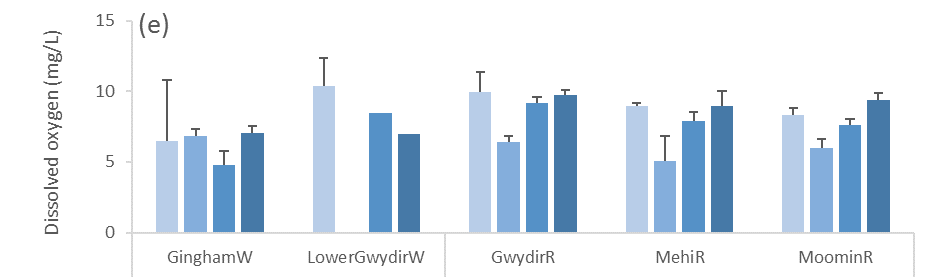 (e)
Dissolved oxygen (mg/L)
15
10
5
0
GinghamW LowerGwydirW GwydirR MehiR MoominR